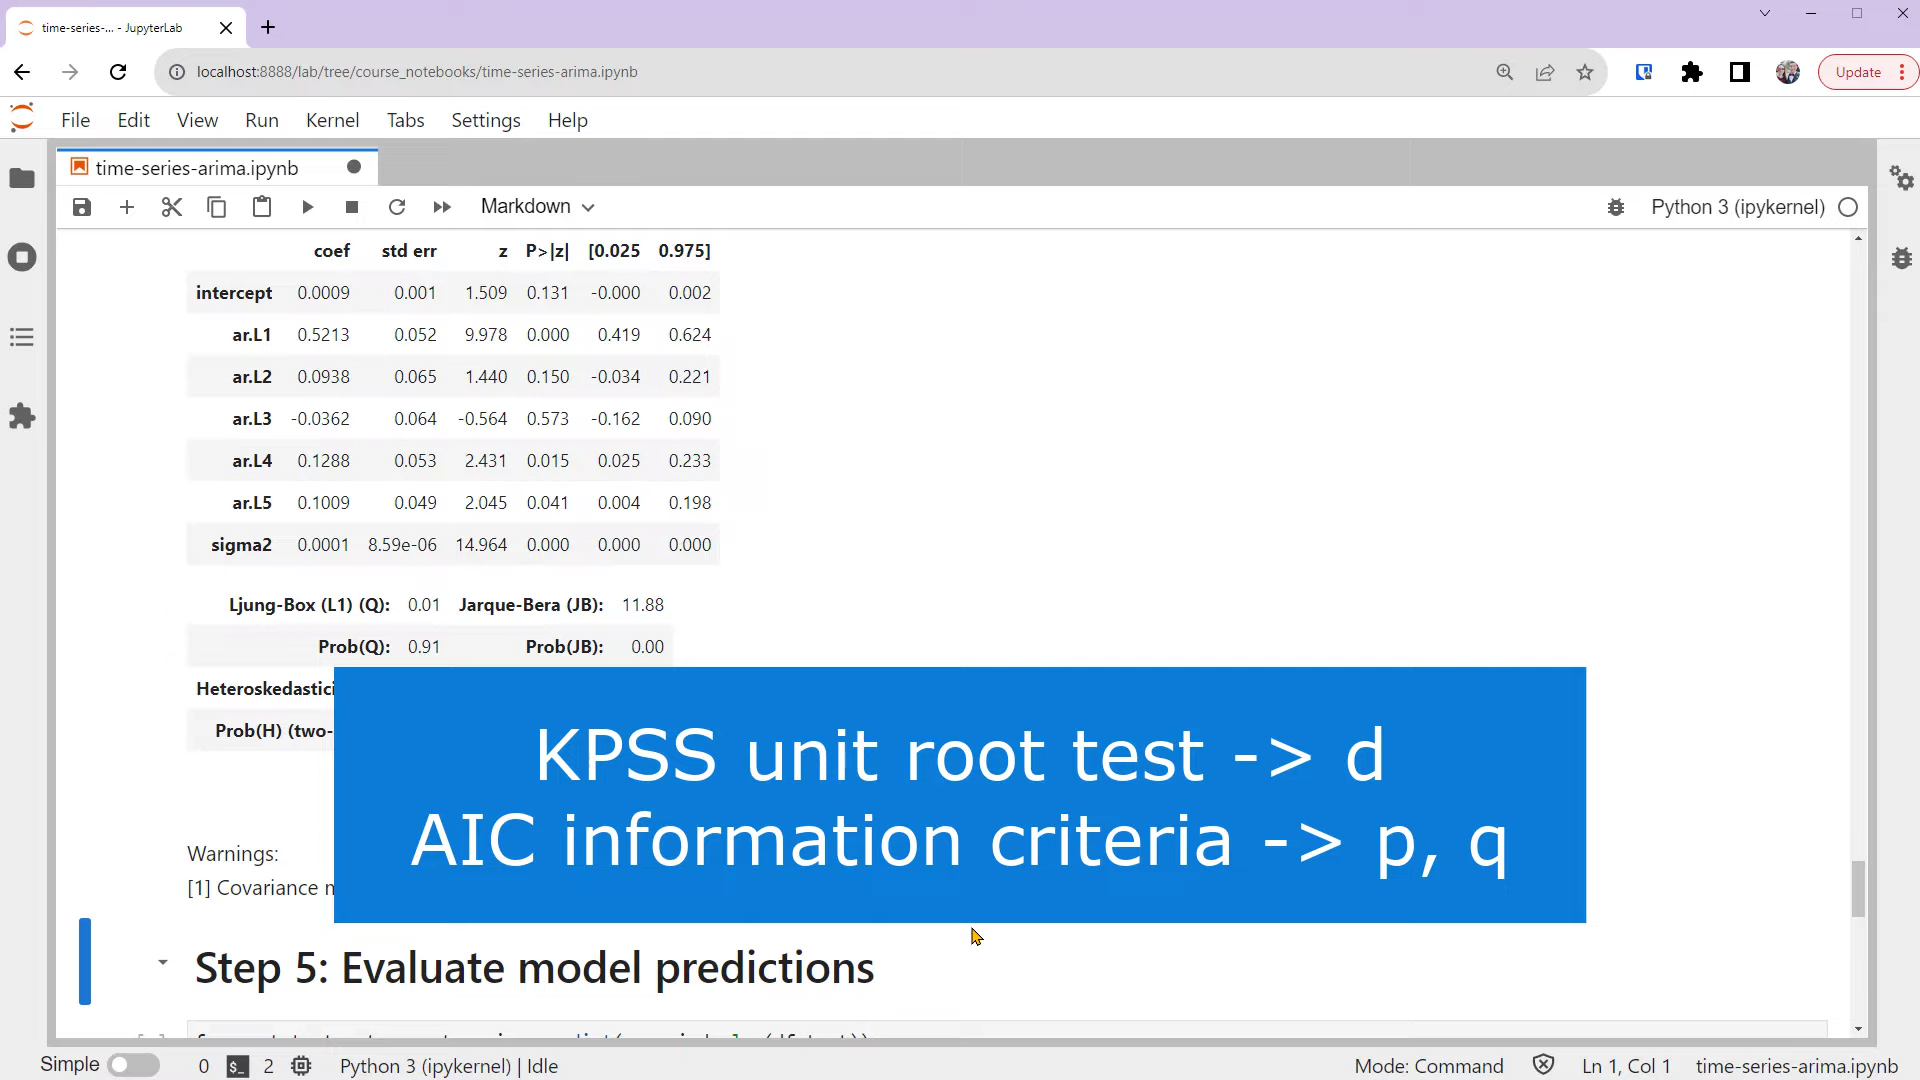 time-series-... - JupyterLab
localhost:8888/lab/tree/course_notebooks/time-series-arima.ipynb
Update
File Edit View Run Kernel Tabs Settings Help
time-series-arima.ipynb
Markdown
Python 3 (ipykernel)
coef std err z P>|z| [0.025 0.975]
intercept 0.0009 0.001 1.509 0.131 -0.000 0.002
ar.L1 0.5213 0.052 9.978 0.000 0.419 0.624
ar.L2 0.0938 0.065 1.440 0.150 -0.034 0.221
ar.L3 -0.0362 0.064 -0.564 0.573 -0.162 0.090
ar.L4 0.1288 0.053 2.431 0.015 0.025 0.233
ar.L5 0.1009 0.049 2.045 0.041 0.004 0.198
sigma2 0.0001 8.59e-06 14.964 0.000 0.000 0.000
Ljung-Box (L1) (Q): 0.01 Jarque-Bera (JB): 11.88
Prob(Q): 0.91 Prob(JB): 0.00
Heteroskedastici
Prob(H) (two-
KPSS unit root test -> d
AIC information criteria -> p, q
Warnings:
[1] Covariance
Step 5: Evaluate model predictions
Simple 0 2 Python 3 (ipykernel) | Idle Mode: Command Ln 1, Col 1 time-series-arima.ipynb